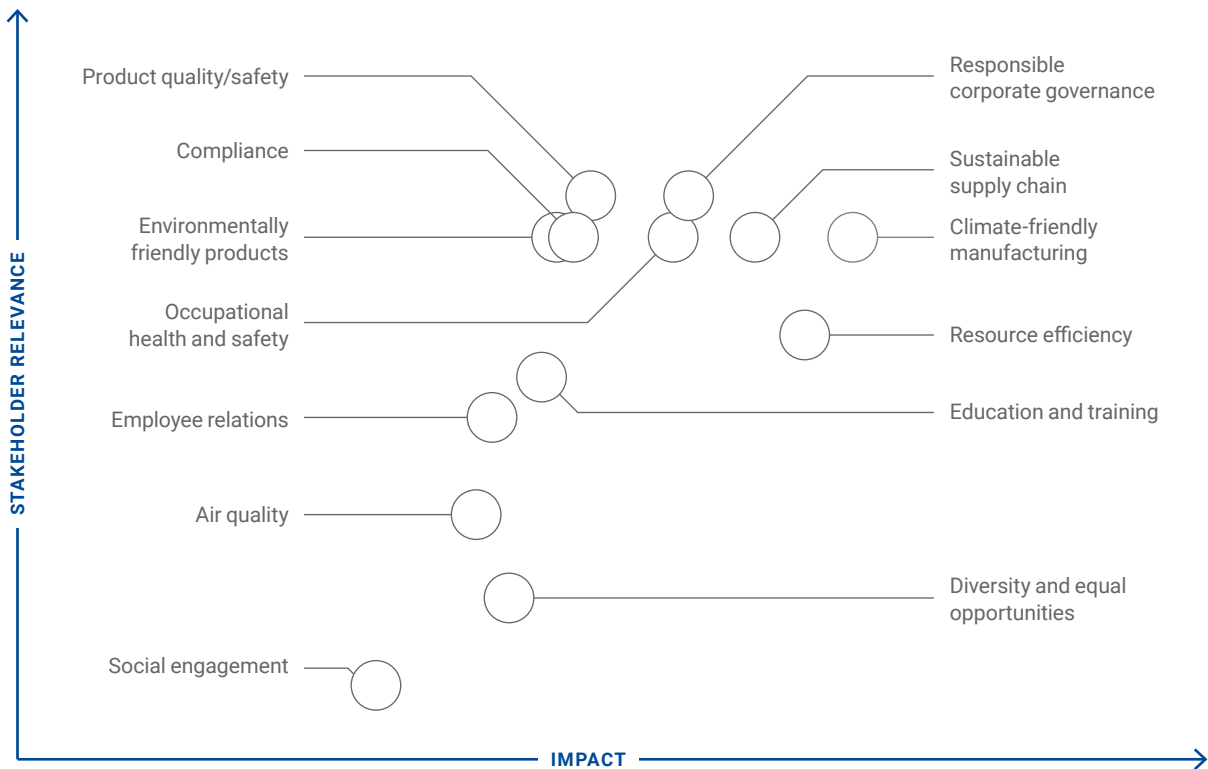 Product quality/safety
Compliance
Environmentally
friendly products
Occupational
health and safety
Employee relations
Air quality
Social engagement
Responsible
corporate governance
Sustainable
supply chain
Climate-friendly
manufacturing
Resource efficiency
Education and training
Diversity and equal
opportunities
STAKEHOLDER RELEVANCE
IMPACT